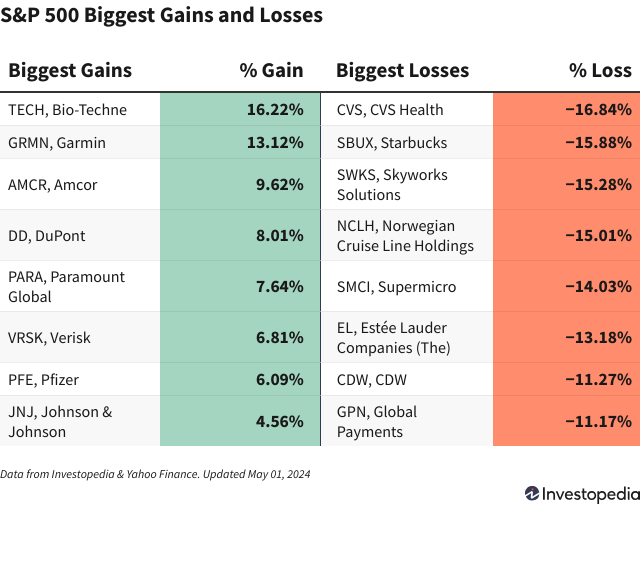 S&P 500 Biggest Gains and Losses
Biggest Gains % Gain Biggest Losses % Loss
TECH, Bio-Techne 16.22% CVS, CVS Health −16.84%
GRMN, Garmin 13.12% SBUX, Starbucks −15.88%
AMCR, Amcor 9.62% SWKS, Skyworks
Solutions −15.28%
DD, DuPont 8.01% NCLH, Norwegian
Cruise Line Holdings −15.01%
PARA, Paramount
Global 7.64% SMCI, Supermicro −14.03%
VRSK, Verisk 6.81% EL, Estée Lauder
Companies (The) −13.18%
PFE, Pfizer 6.09% CDW, CDW −11.27%
JNJ, Johnson &
Johnson 4.56% GPN, Global
Payments −11.17%
Data from Investopedia & Yahoo Finance. Updated May 01, 2024
Investopedia